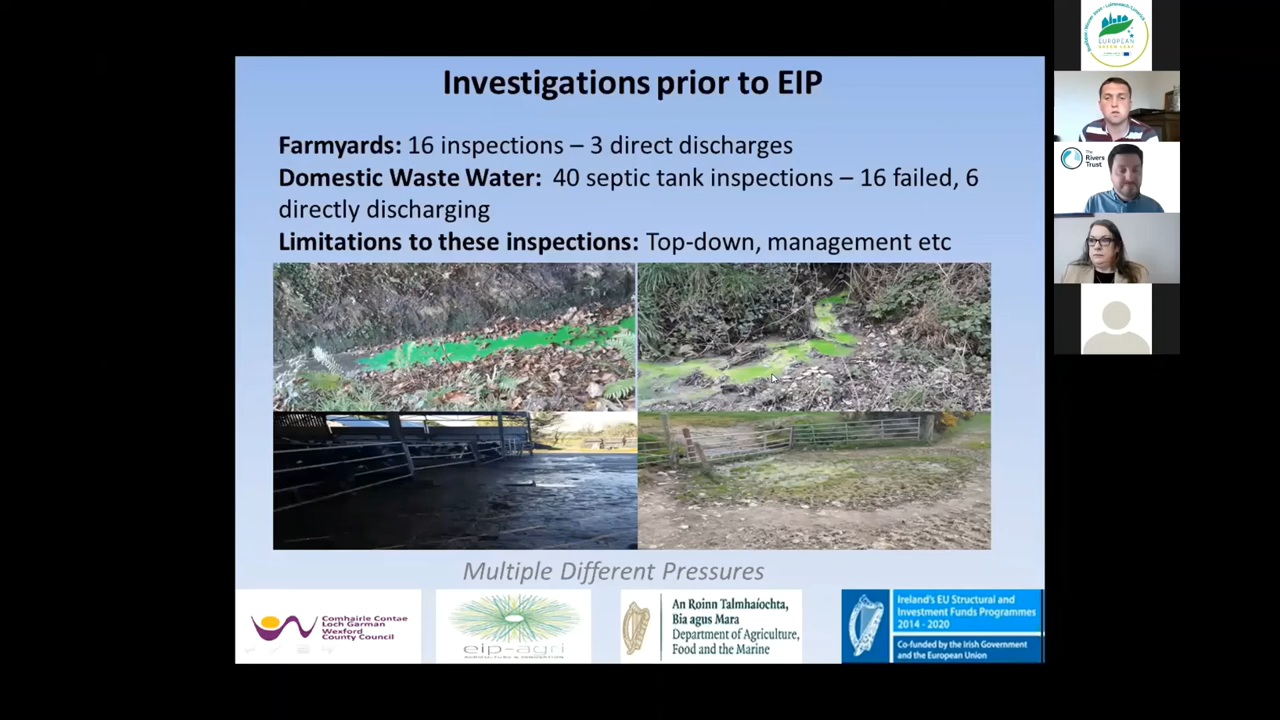 Investigations prior to EIP
Farmyards: 16 inspections – 3 direct discharges
Domestic Waste Water: 40 septic tank inspections – 16 failed, 6
directly discharging
Limitations to these inspections: Top-down, management etc
Multiple Different Pressures
Comhairle Contae
Loch Garman
Wexford
County Council
eip-agri
AGRICULTURE & INNOVATION
An Roinn Talmhaíochta,
Bia agus Mara
Department of Agriculture,
Food and the Marine
Ireland's EU Structural and
Investment Funds Programmes
2014 - 2020
Co-funded by the Irish Government
and the European Union
EUROPEAN
GREEN LEAF
The
Rivers
Trust